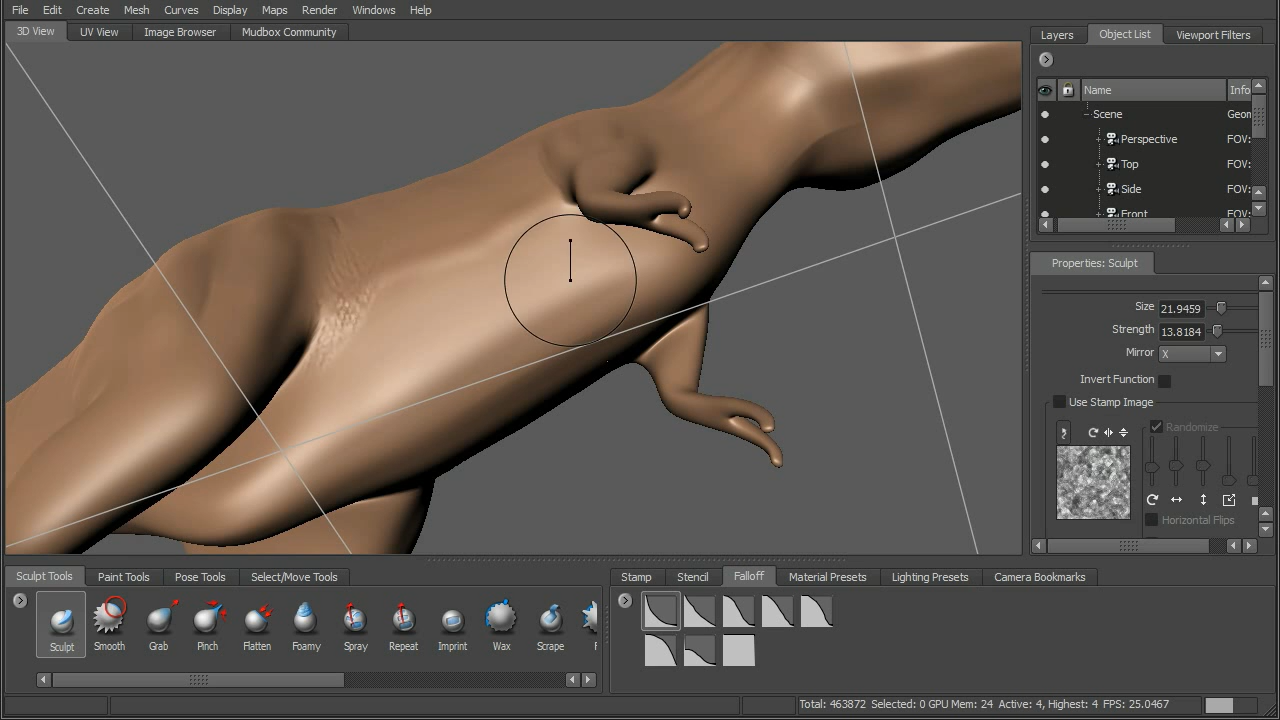 File Edit Create Mesh Curves Display Maps Render Windows Help
3D View UV View Image Browser Mudbox Community
Layers Object List Viewport Filters
Name Info
Scene Geon
Perspective FOV:
Top FOV:
Side FOV:
Front FOV:
Properties: Sculpt
Size 21.9459
Strength 13.8184
Mirror X
Invert Function
Use Stamp Image
Randomize
Horizontal Flips
Sculpt Tools Paint Tools Pose Tools Select/Move Tools
Sculpt Smooth Grab Pinch Flatten Foamy Spray Repeat Imprint Wax Scrape F
Stamp Stencil Falloff Material Presets Lighting Presets Camera Bookmarks
Total: 463872 Selected: 0 GPU Mem: 24 Active: 4, Highest: 4 FPS: 25.0467